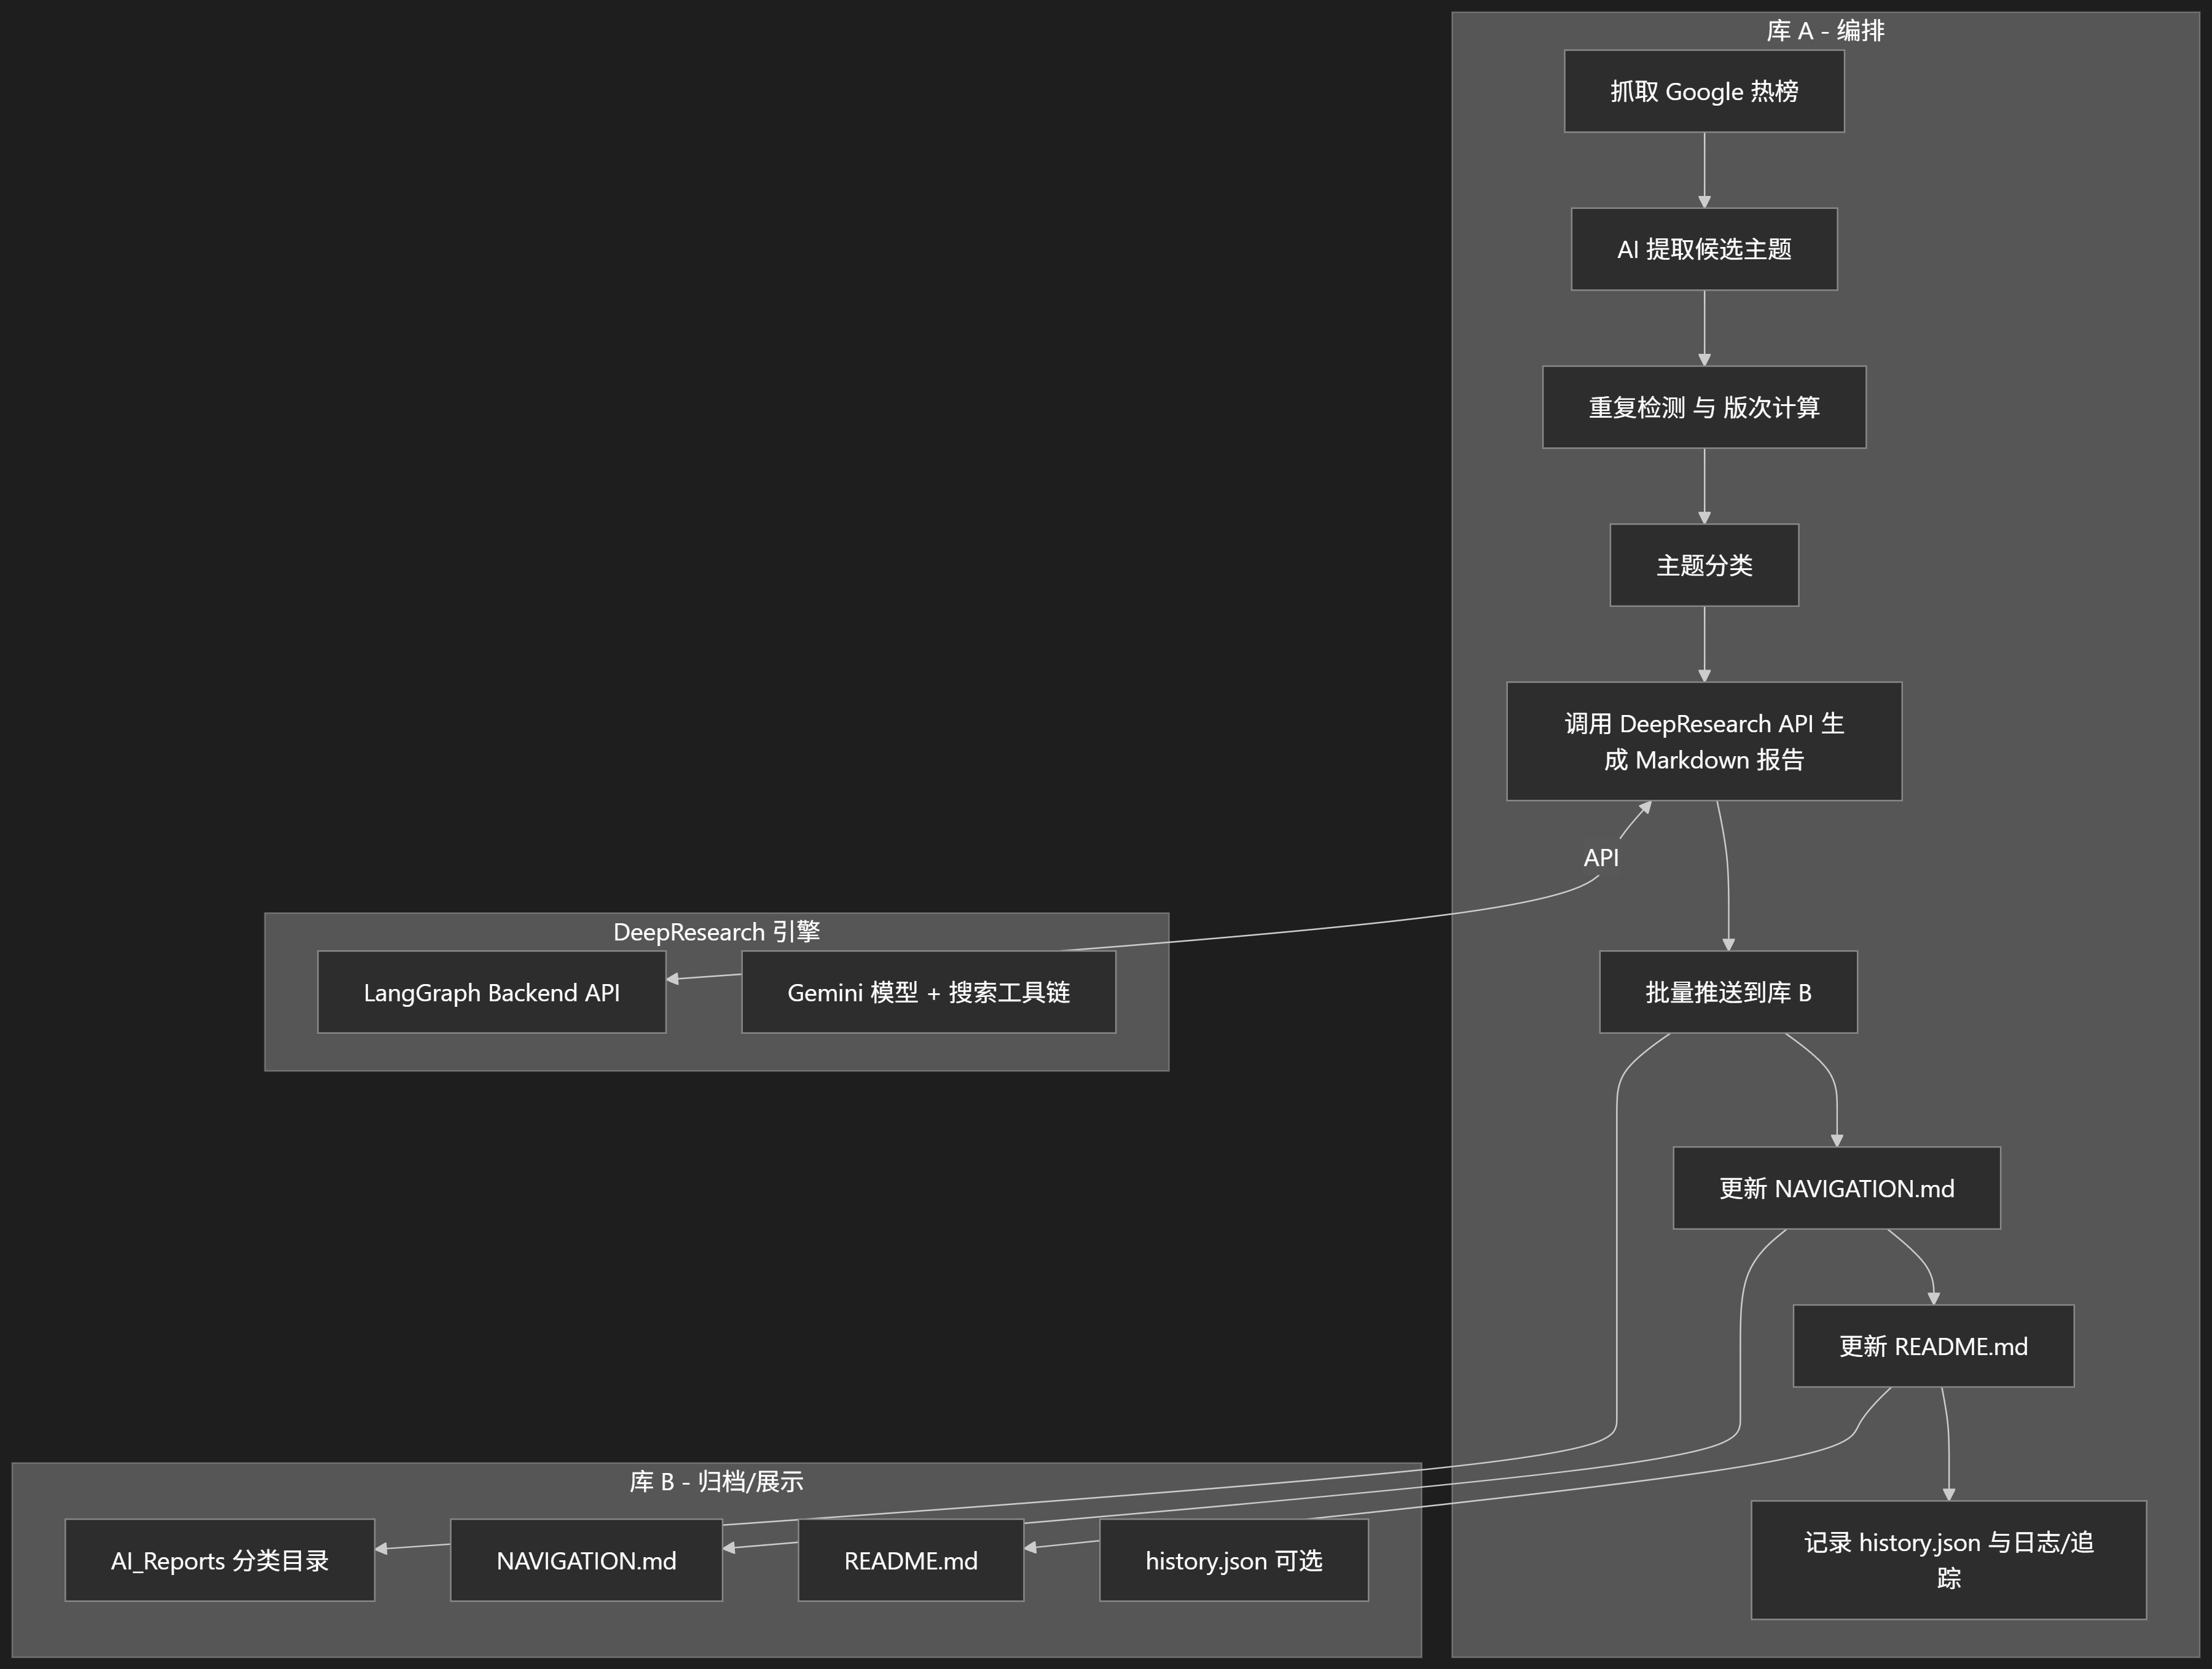 库 A - 编排
抓取 Google 热榜
AI 提取候选主题
重复检测 与 版次计算
主题分类
调用 DeepResearch API 生
成 Markdown 报告
API
DeepResearch 引擎
LangGraph Backend API
Gemini 模型 + 搜索工具链
批量推送到库 B
更新 NAVIGATION.md
更新 README.md
库 B - 归档/展示
AI_Reports 分类目录
NAVIGATION.md
README.md
history.json 可选
记录 history.json 与日志/追
踪